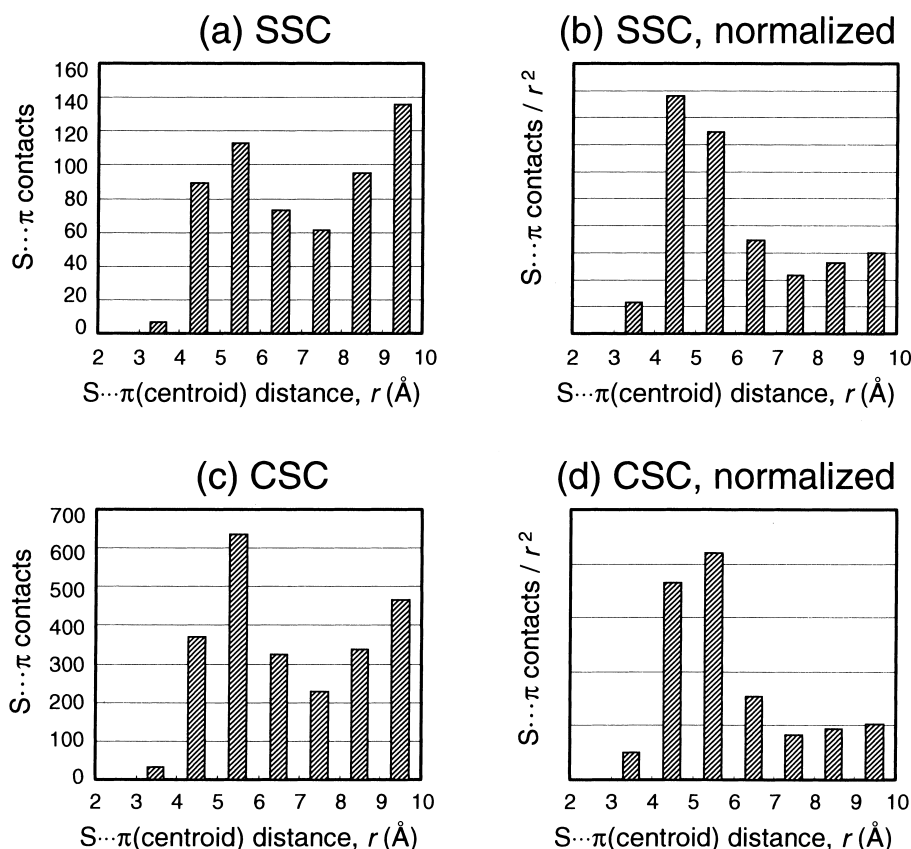 (a) SSC
S···π contacts
160
140
120
100
80
60
40
20
0
2 3 4 5 6 7 8 9 10
S···π(centroid) distance, r (Å)
(b) SSC, normalized
S···π contacts / r²
2 3 4 5 6 7 8 9 10
S···π(centroid) distance, r (Å)
(c) CSC
S···π contacts
700
600
500
400
300
200
100
0
2 3 4 5 6 7 8 9 10
S···π(centroid) distance, r (Å)
(d) CSC, normalized
S···π contacts / r²
2 3 4 5 6 7 8 9 10
S···π(centroid) distance, r (Å)